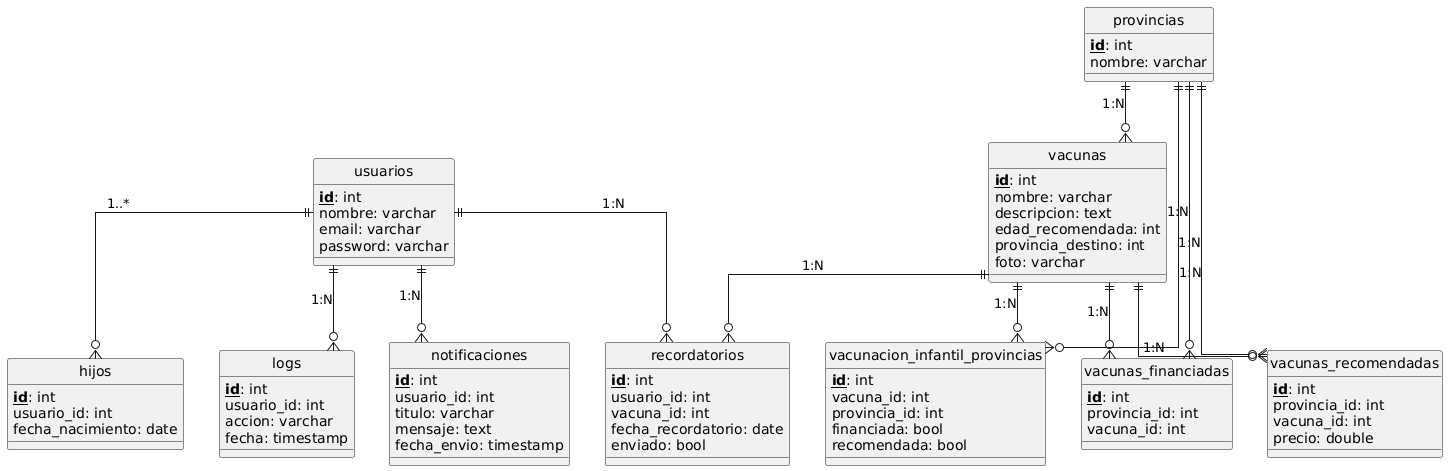 provincias
id: int
nombre: varchar
1:N
usuarios
id: int
nombre: varchar
email: varchar
password: varchar
vacunas
id: int
nombre: varchar
descripcion: text
edad_recomendada: int
provincia_destino: int
foto: varchar
1..*
1:N
1:N
1:N
1:N
1:N
1:N
1:N
1:N
1:N
1:N
1:N
hijos
id: int
usuario_id: int
fecha_nacimiento: date
logs
id: int
usuario_id: int
accion: varchar
fecha: timestamp
notificaciones
id: int
usuario_id: int
titulo: varchar
mensaje: text
fecha_envio: timestamp
recordatorios
id: int
usuario_id: int
vacuna_id: int
fecha_recordatorio: date
enviado: bool
vacunacion_infantil_provincias
id: int
vacuna_id: int
provincia_id: int
financiada: bool
recomendada: bool
vacunas_financiadas
id: int
provincia_id: int
vacuna_id: int
vacunas_recomendadas
id: int
provincia_id: int
vacuna_id: int
precio: double